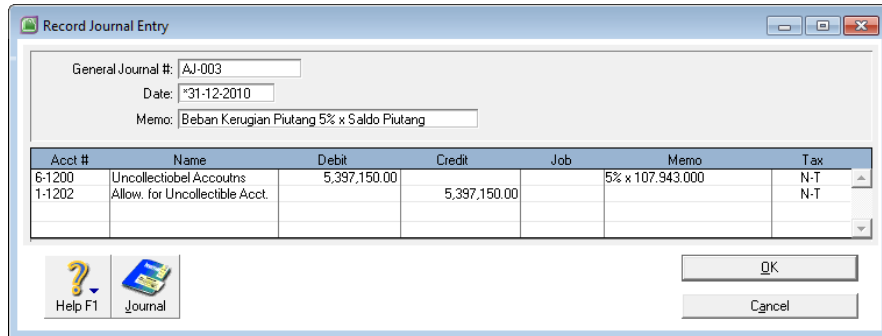 Record Journal Entry
General Journal #: AJ-003
Date: *31-12-2010
Memo: Beban Kerugian Piutang 5% x Saldo Piutang
Acct # Name Debit Credit Job Memo Tax
6-1200 Uncollectiobel Accoutns 5,397,150.00 5% x 107.943.000 N-T
1-1202 Allow. for Uncollectible Acct. 5,397,150.00 N-T
Help F1 Journal
OK
Cancel